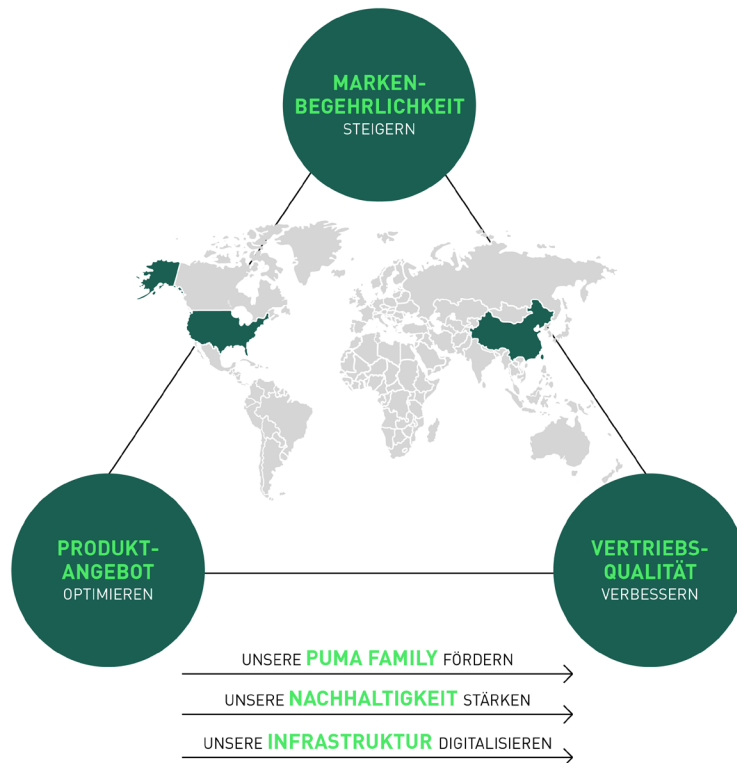 MARKEN-
BEGEHRLICHKEIT
STEIGERN
PRODUKT-
ANGEBOT
OPTIMIEREN
VERTRIEBS-
QUALITÄT
VERBESSERN
UNSERE PUMA FAMILY FÖRDERN
UNSERE NACHHALTIGKEIT STÄRKEN
UNSERE INFRASTRUKTUR DIGITALISIEREN